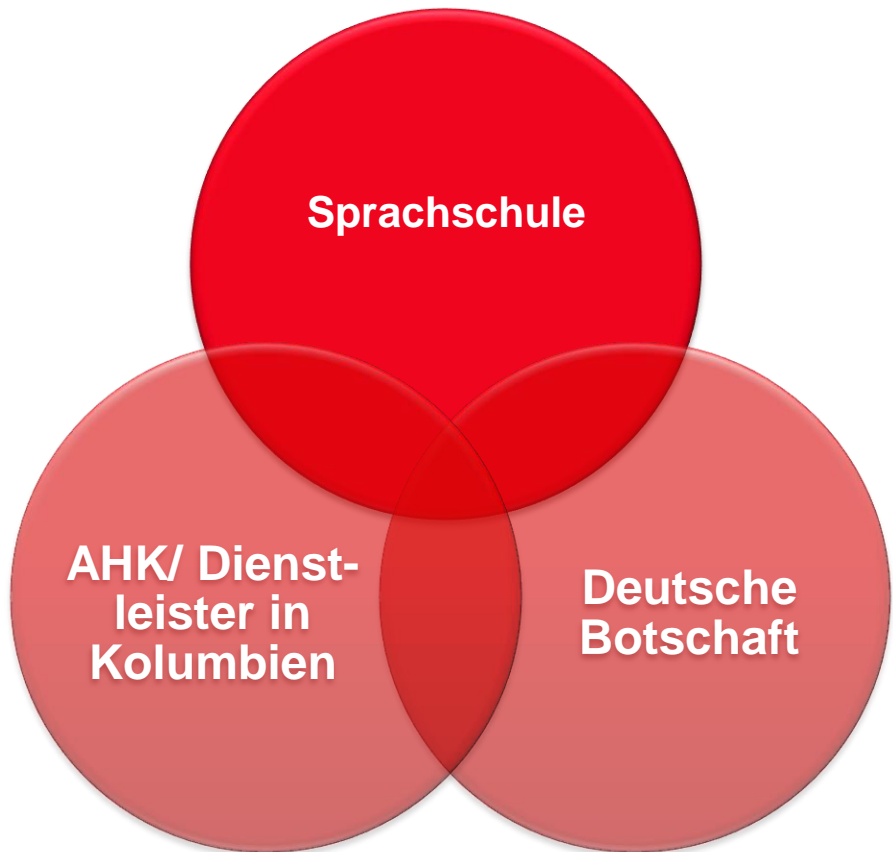 Sprachschule
AHK/ Dienst-
leister in
Kolumbien
Deutsche
Botschaft